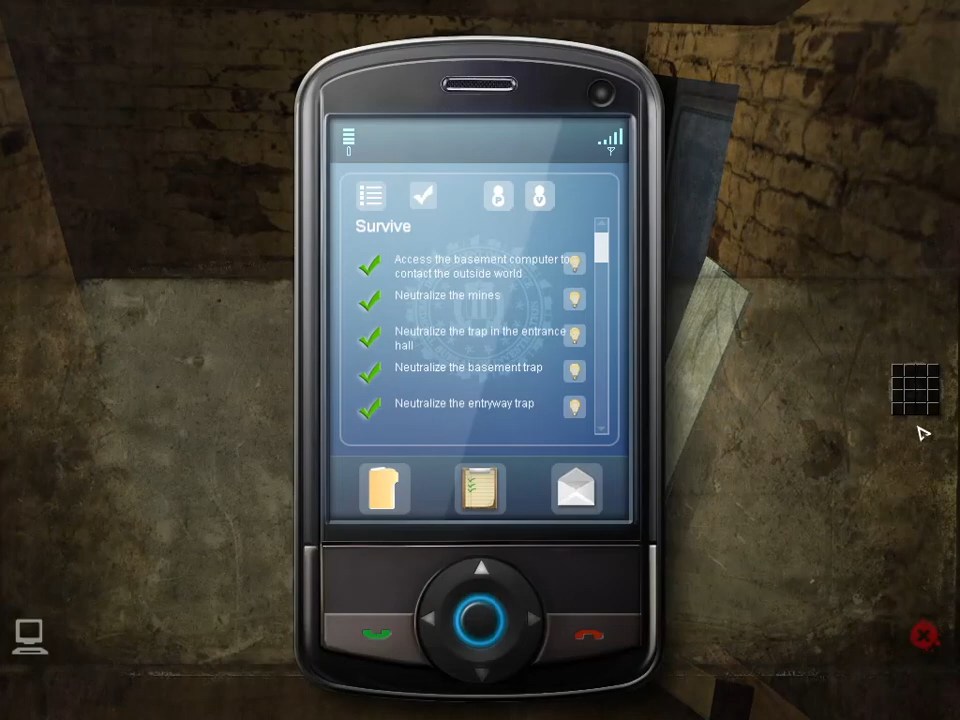 P
V
Survive
Access the basement computer to
contact the outside world
Neutralize the mines
Neutralize the trap in the entrance
hall
Neutralize the basement trap
Neutralize the entryway trap